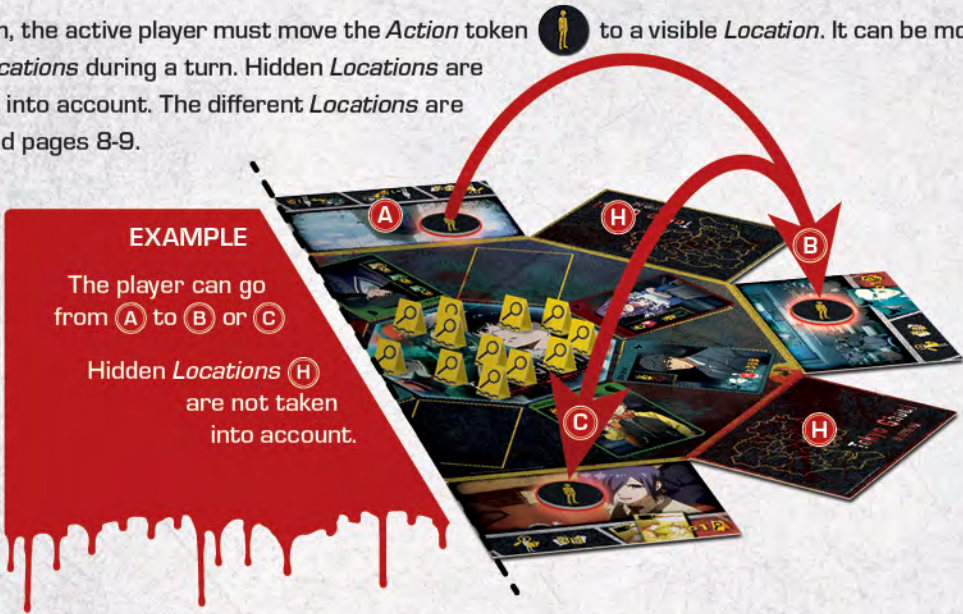 n, the active player must move the Action token to a visible Location. It can be mo
cations during a turn. Hidden Locations are
into account. The different Locations are
d pages 8-9.
A
H
B
EXAMPLE
The player can go
from A to B or C
Hidden Locations H
are not taken
into account.
C
H
Tokyo Ghoul